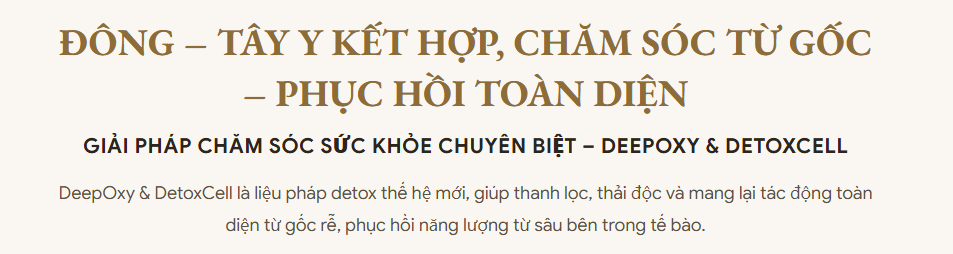 ĐÔNG – TÂY Y KẾT HỢP, CHĂM SÓC TỪ GỐC
– PHỤC HỒI TOÀN DIỆN
GIẢI PHÁP CHĂM SÓC SỨC KHỎE CHUYÊN BIỆT – DEEPOXY & DETOXCELL
DeepOxy & DetoxCell là liệu pháp detox thế hệ mới, giúp thanh lọc, thải độc và mang lại tác động toàn
diện từ gốc rễ, phục hồi năng lượng từ sâu bên trong tế bào.